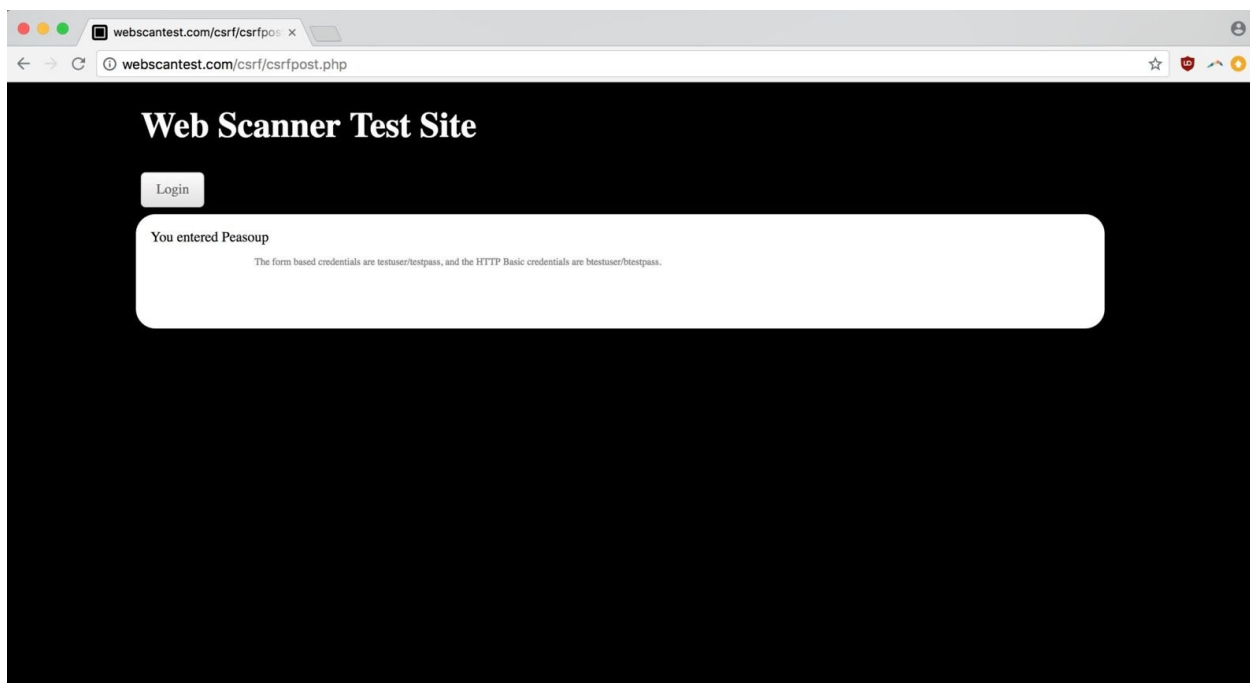 webscantest.com/csrf/csrfpos
webscantest.com/csrf/csrfpost.php
Web Scanner Test Site
Login
You entered Peasoup
The form based credentials are testuser/testpass, and the HTTP Basic credentials are btestuser/btestpass.